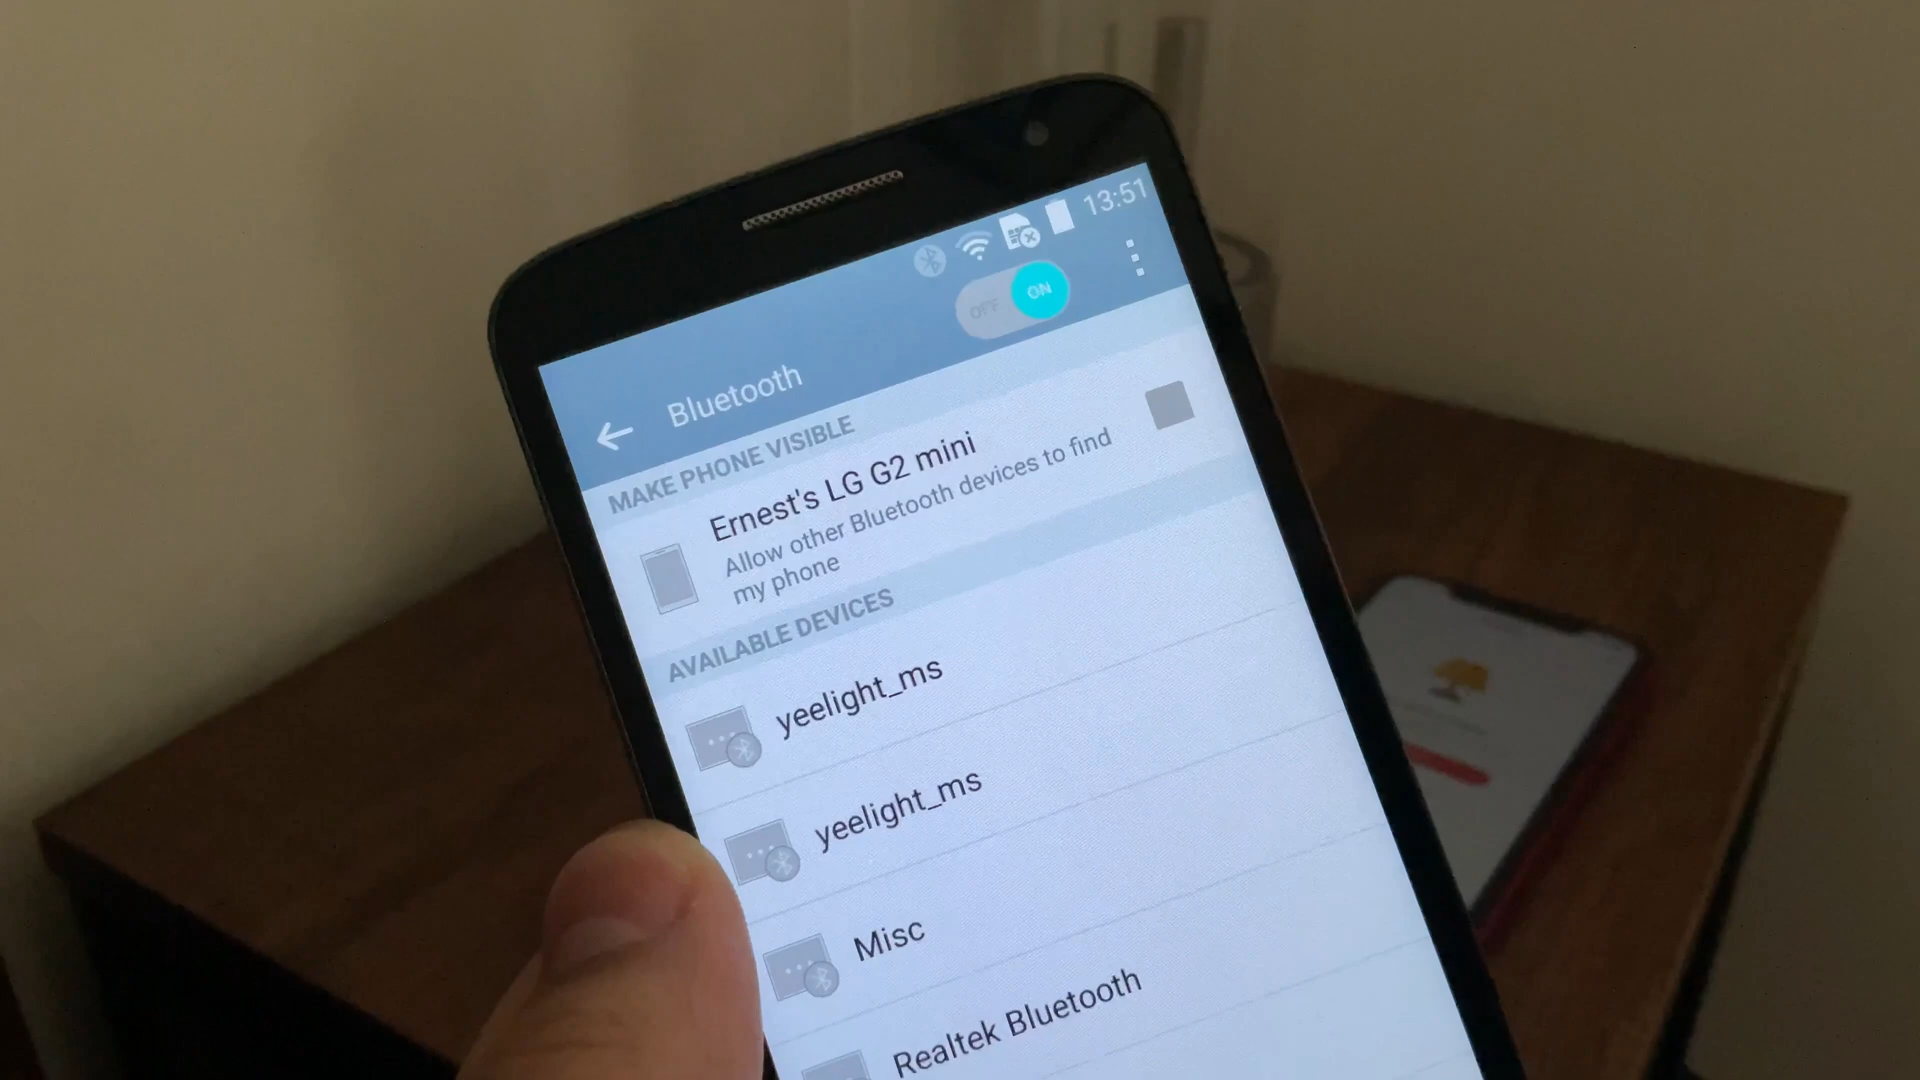 13:51
OFF ON
Bluetooth
MAKE PHONE VISIBLE
Ernest's LG G2 mini
Allow other Bluetooth devices to find
my phone
AVAILABLE DEVICES
yeelight_ms
yeelight_ms
Misc
Realtek Bluetooth